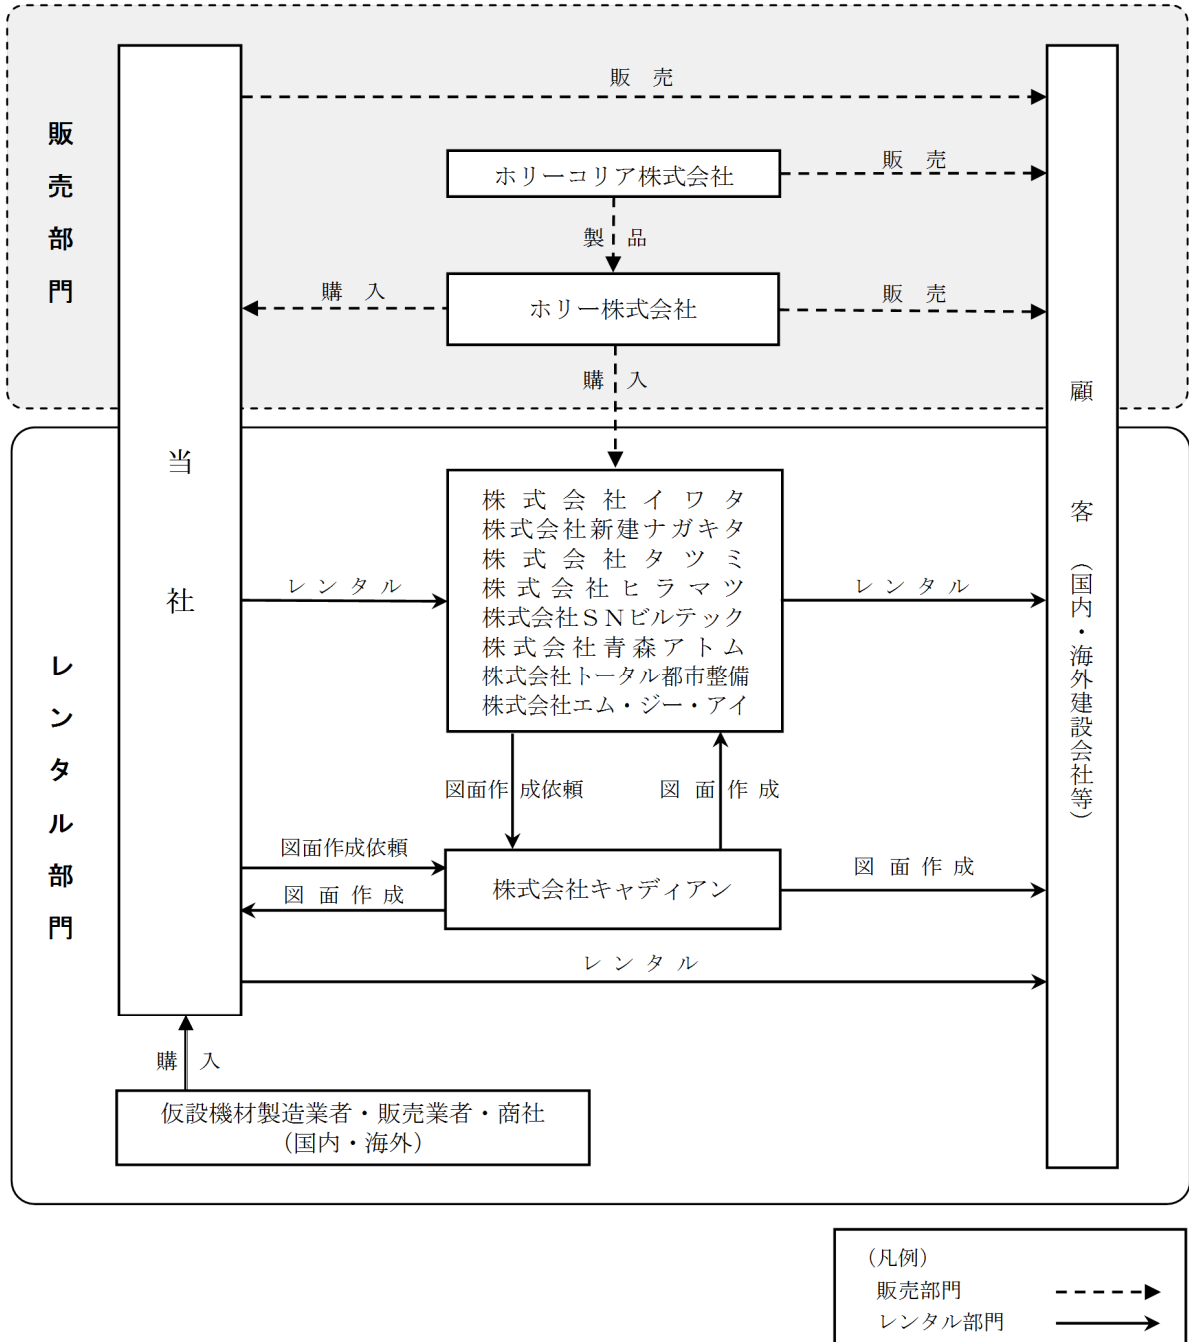 販売部門
当社
販 売
ホリーコリア株式会社
販 売
製 品
購 入
ホリー株式会社
販 売
購 入
顧 客 (国内・海外建設会社等)
レンタル部門
株式会社イワタ
株式会社新建ナガキタ
株式会社タツミ
株式会社ヒラマツ
株式会社SNビルテック
株式会社青森アトム
株式会社トータル都市整備
株式会社エム・ジー・アイ
レンタル
レンタル
図面作成依頼
図面作成
図面作成依頼
図面作成
株式会社キャディアン
図面作成
レンタル
購 入
仮設機材製造業者・販売業者・商社
(国内・海外)
(凡例)
販売部門
レンタル部門